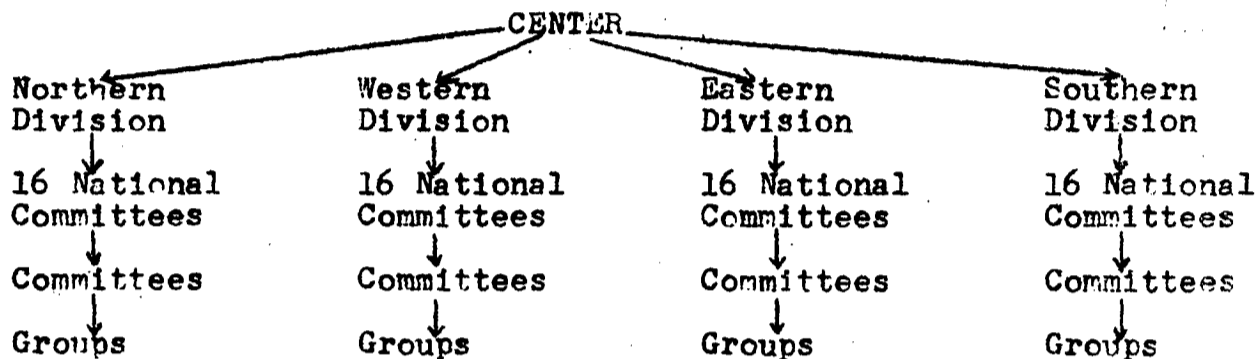 CENTER
Northern Western Eastern Southern
Division Division Division Division
16 National 16 National 16 National 16 National
Committees Committees Committees Committees
Committees Committees Committees Committees
Groups Groups Groups Groups